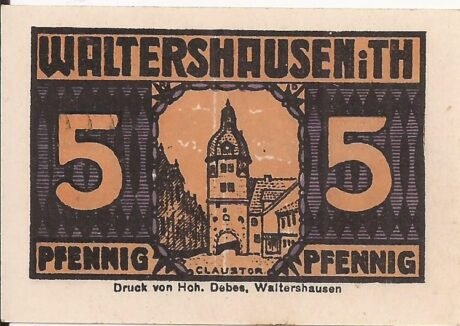 WALTERSHAUSEN i TH
5 5
PFENNIG PFENNIG
CLAUSTOR
Druck von Hch. Debes, Waltershausen